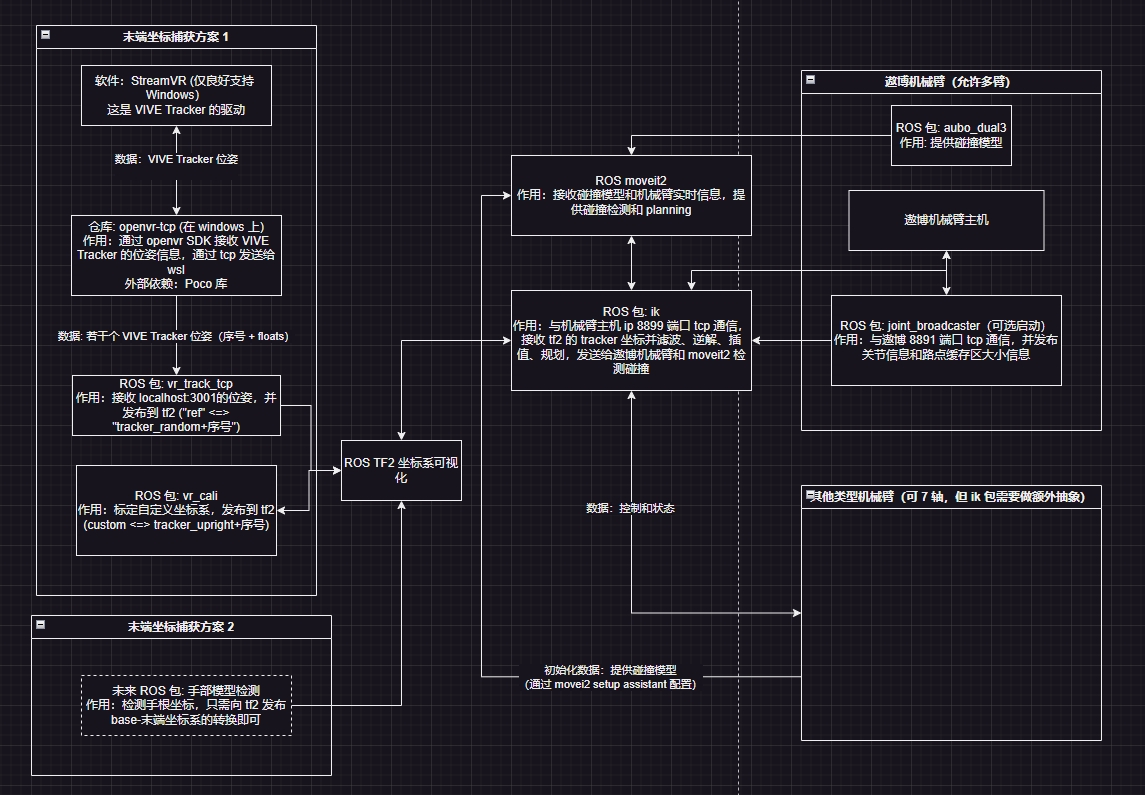 末端坐标捕获方案 1
软件：StreamVR (仅良好支持
Windows)
这是 VIVE Tracker 的驱动
数据：VIVE Tracker 位姿
仓库: openvr-tcp (在 windows 上)
作用：通过 openvr SDK 接收 VIVE
Tracker 的位姿信息，通过 tcp 发送给
wsl
外部依赖：Poco 库
数据: 若干个 VIVE Tracker 位姿（序号 + floats）
ROS 包: vr_track_tcp
作用：接收 localhost:3001的位姿，并
发布到 tf2 ("ref" <=>
"tracker_random+序号")
ROS 包: vr_cali
作用：标定自定义坐标系，发布到 tf2
(custom <=> tracker_upright+序号)
末端坐标捕获方案 2
未来 ROS 包: 手部模型检测
作用：检测手根坐标，只需向 tf2 发布
base-末端坐标系的转换即可
ROS TF2 坐标系可视
化
ROS moveit2
作用：接收碰撞模型和机械臂实时信息，提
供碰撞检测和 planning
ROS 包: ik
作用：与机械臂主机 ip 8899 端口 tcp 通信，
接收 tf2 的 tracker 坐标并滤波、逆解、插
值、规划，发送给遨博机械臂和 moveit2 检
测碰撞
数据：控制和状态
初始化数据：提供碰撞模型
（通过 movei2 setup assistant 配置）
遨博机械臂（允许多臂）
ROS 包: aubo_dual3
作用: 提供碰撞模型
遨博机械臂主机
ROS 包: joint_broadcaster（可选启动）
作用：与遨博 8891 端口 tcp 通信，并发布
关节信息和路点缓存区大小信息
其他类型机械臂（可 7 轴，但 ik 包需要做额外抽象）